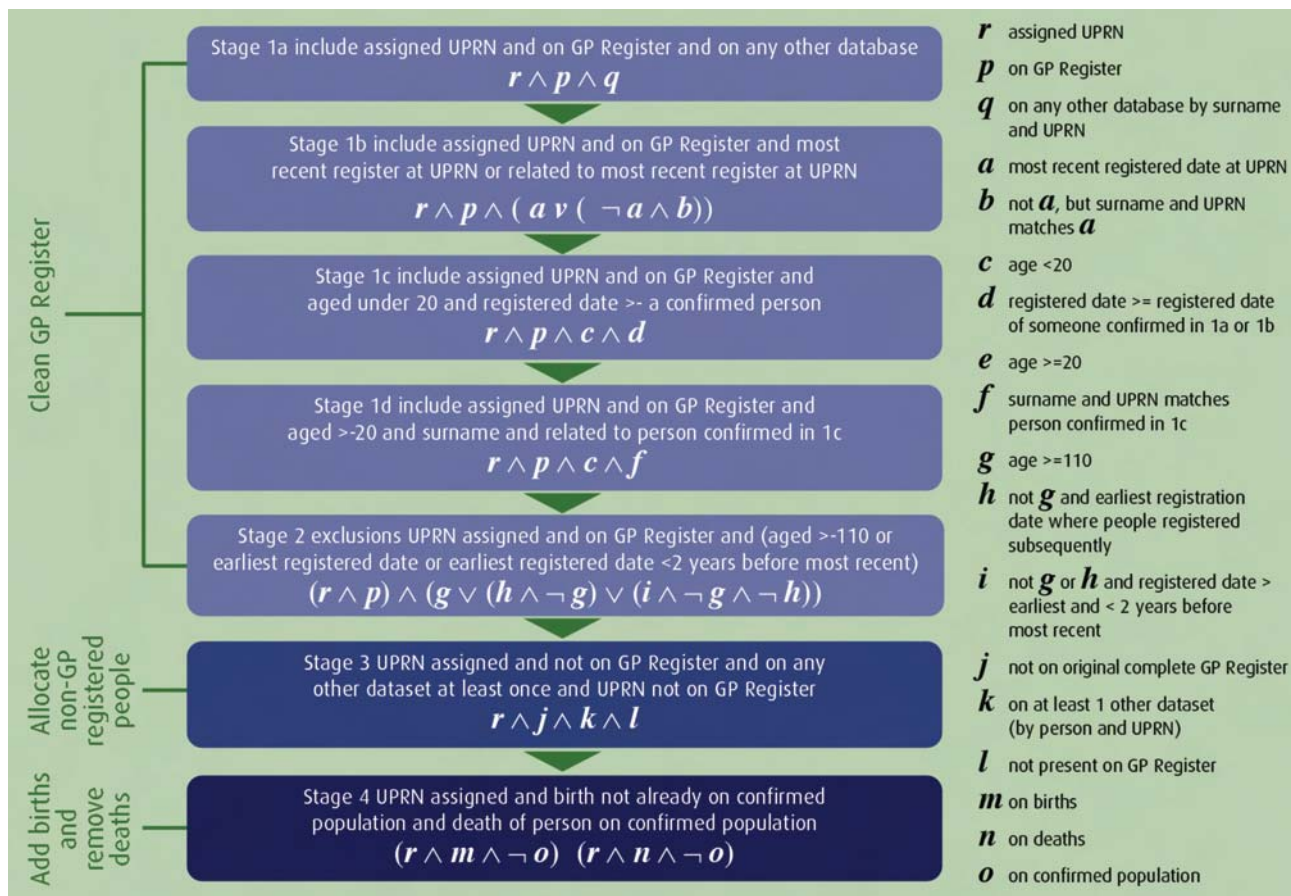 Clean GP Register
Stage 1a include assigned UPRN and on GP Register and on any other database
r ∧ p ∧ q
Stage 1b include assigned UPRN and on GP Register and most
recent register at UPRN or related to most recent register at UPRN
r ∧ p ∧ ( a v ( ¬ a ∧ b))
Stage 1c include assigned UPRN and on GP Register and
aged under 20 and registered date >- a confirmed person
r ∧ p ∧ c ∧ d
Stage 1d include assigned UPRN and on GP Register and
aged >-20 and surname and related to person confirmed in 1c
r ∧ p ∧ c ∧ f
Stage 2 exclusions UPRN assigned and on GP Register and (aged >-110 or
earliest registered date or earliest registered date <2 years before most recent)
(r ∧ p) ∧ (g ∨ (h ∧ ¬ g) ∨ (i ∧ ¬ g ∧ ¬ h))
Allocate
non-GP
registered
people
Stage 3 UPRN assigned and not on GP Register and on any
other dataset at least once and UPRN not on GP Register
r ∧ j ∧ k ∧ l
Add births
and
remove
deaths
Stage 4 UPRN assigned and birth not already on confirmed
population and death of person on confirmed population
(r ∧ m ∧ ¬ o) (r ∧ n ∧ ¬ o)
r assigned UPRN
p on GP Register
q on any other database by surname
and UPRN
a most recent registered date at UPRN
b not a, but surname and UPRN
matches a
c age <20
d registered date >= registered date
of someone confirmed in 1a or 1b
e age >=20
f surname and UPRN matches
person confirmed in 1c
g age >=110
h not g and earliest registration
date where people registered
subsequently
i not g or h and registered date >
earliest and < 2 years before
most recent
j not on original complete GP Register
k on at least 1 other dataset
(by person and UPRN)
l not present on GP Register
m on births
n on deaths
o on confirmed population